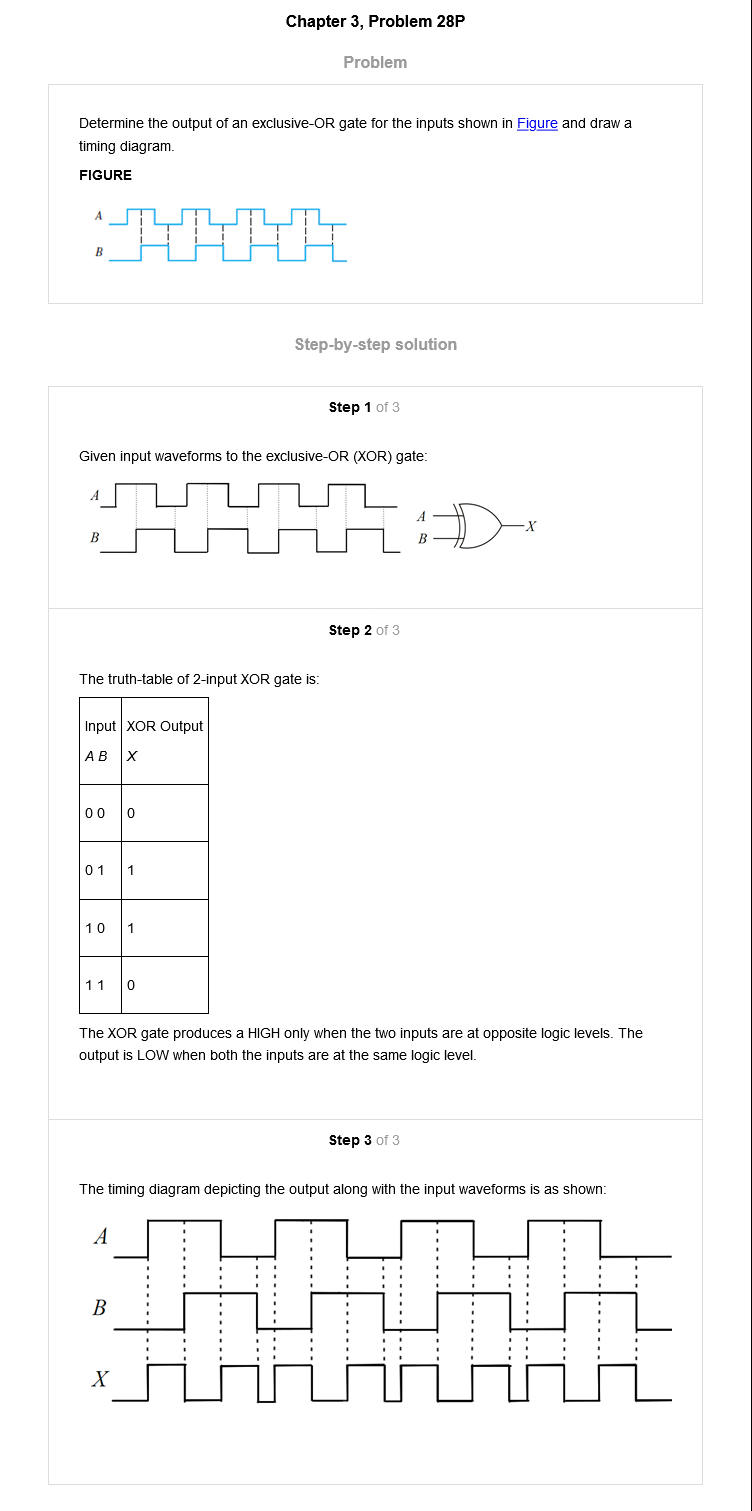 Chapter 3, Problem 28P
Problem
Determine the output of an exclusive-OR gate for the inputs shown in Figure and draw a
timing diagram.
FIGURE
A
B
Step-by-step solution
Step 1 of 3
Given input waveforms to the exclusive-OR (XOR) gate:
A
B
A
B
X
Step 2 of 3
The truth-table of 2-input XOR gate is:
Input XOR Output
A B X
0 0 0
0 1 1
1 0 1
1 1 0
The XOR gate produces a HIGH only when the two inputs are at opposite logic levels. The
output is LOW when both the inputs are at the same logic level.
Step 3 of 3
The timing diagram depicting the output along with the input waveforms is as shown:
A
B
X